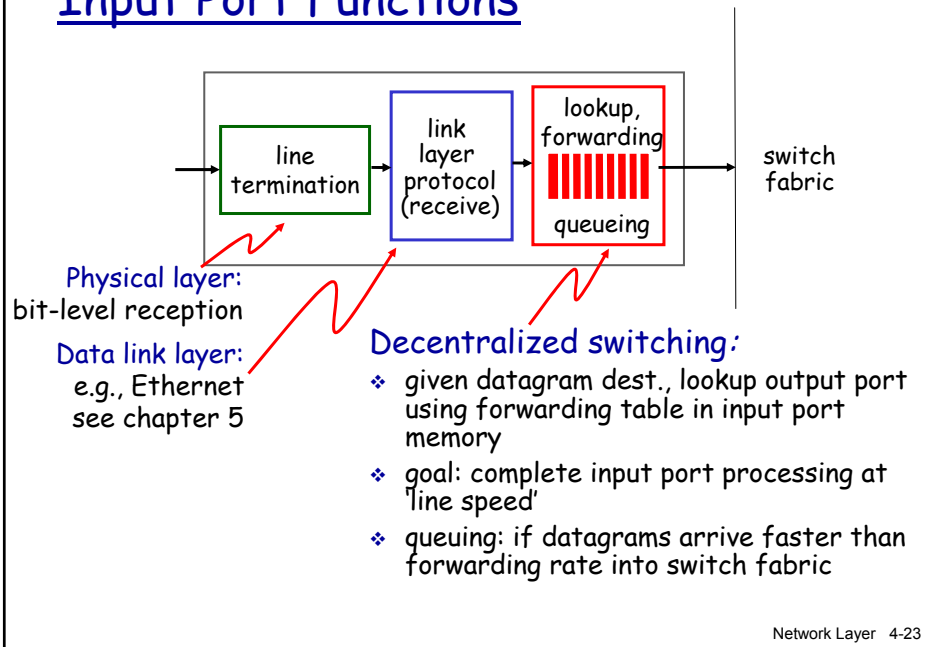 Input Port Functions
line
termination
link
layer
protocol
(receive)
lookup,
forwarding
queueing
switch
fabric
Physical layer:
bit-level reception
Data link layer:
e.g., Ethernet
see chapter 5
Decentralized switching:
❖ given datagram dest., lookup output port
using forwarding table in input port
memory
❖ goal: complete input port processing at
‘line speed’
❖ queuing: if datagrams arrive faster than
forwarding rate into switch fabric
Network Layer 4-23